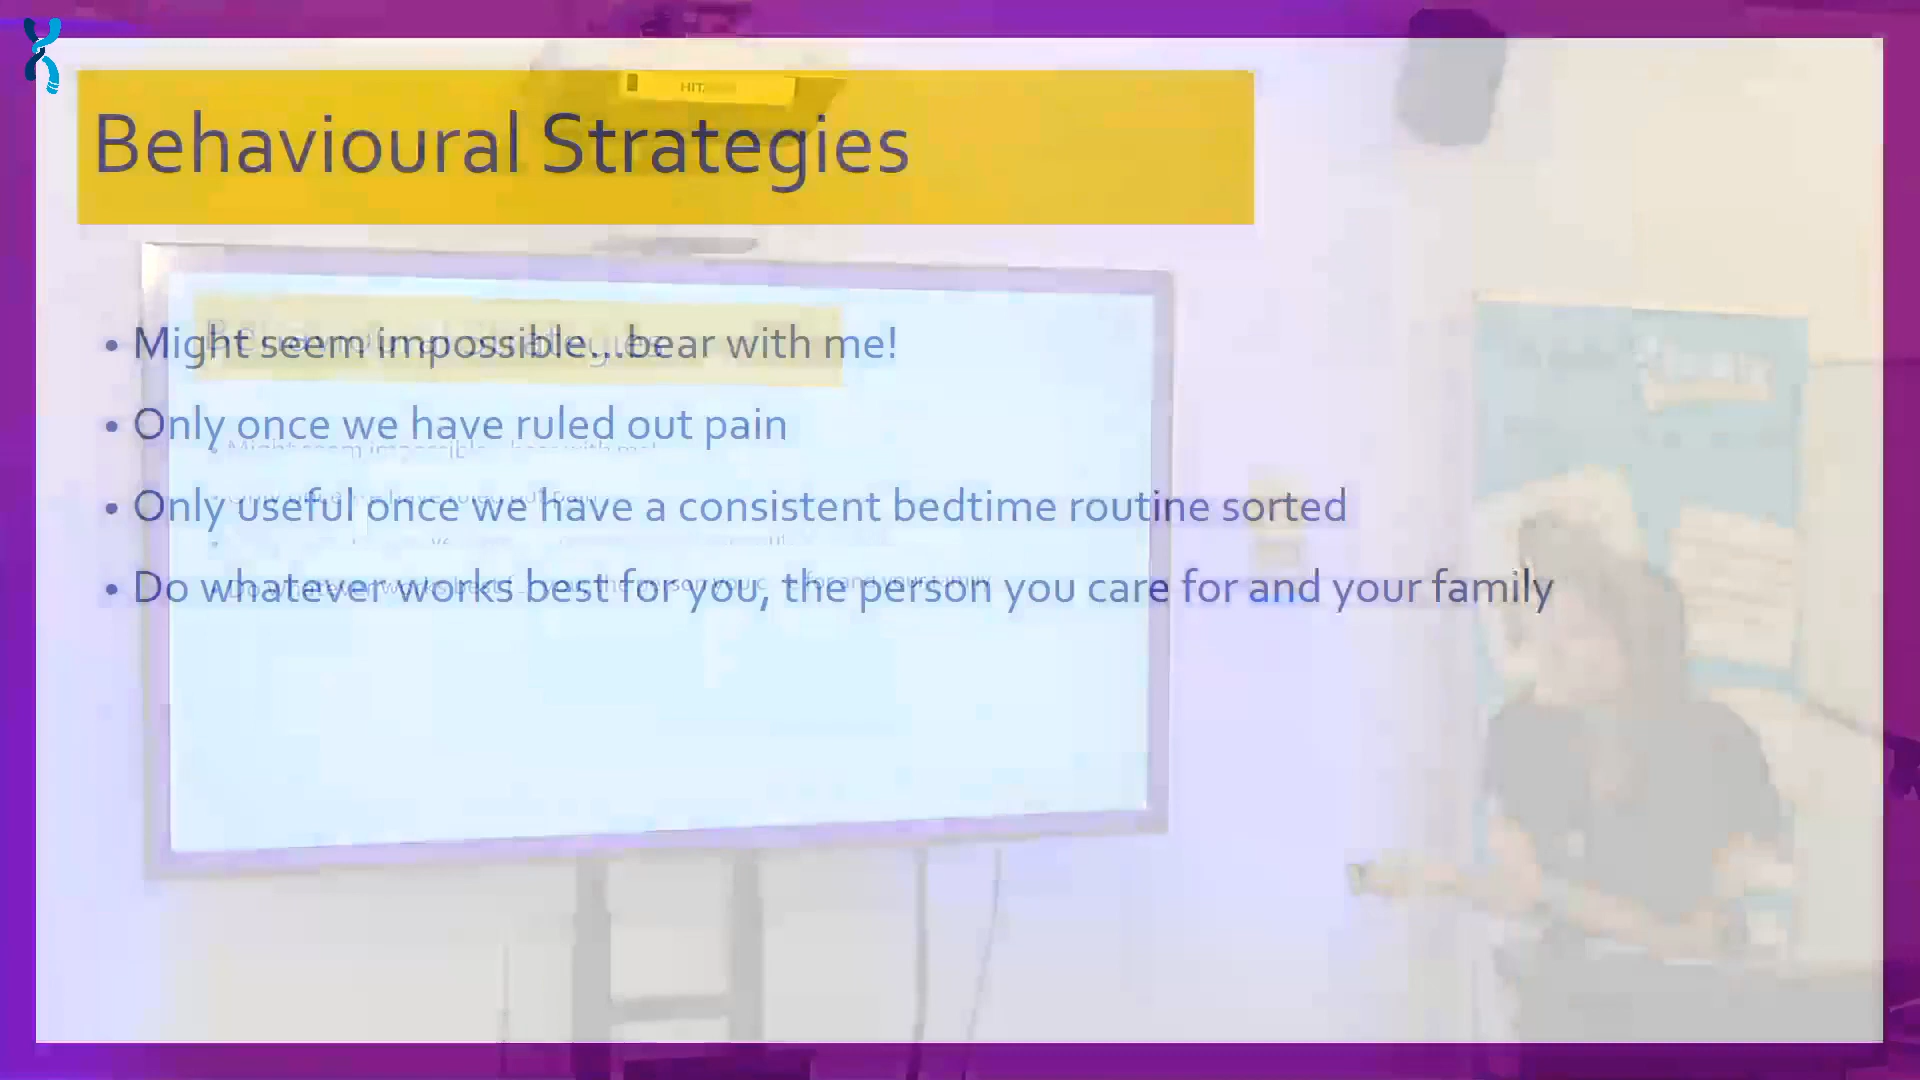 Behavioural Strategies
• Might seem impossible...bear with me!
• Only once we have ruled out pain
• Only useful once we have a consistent bedtime routine sorted
• Do whatever works best for you, the person you care for and your family